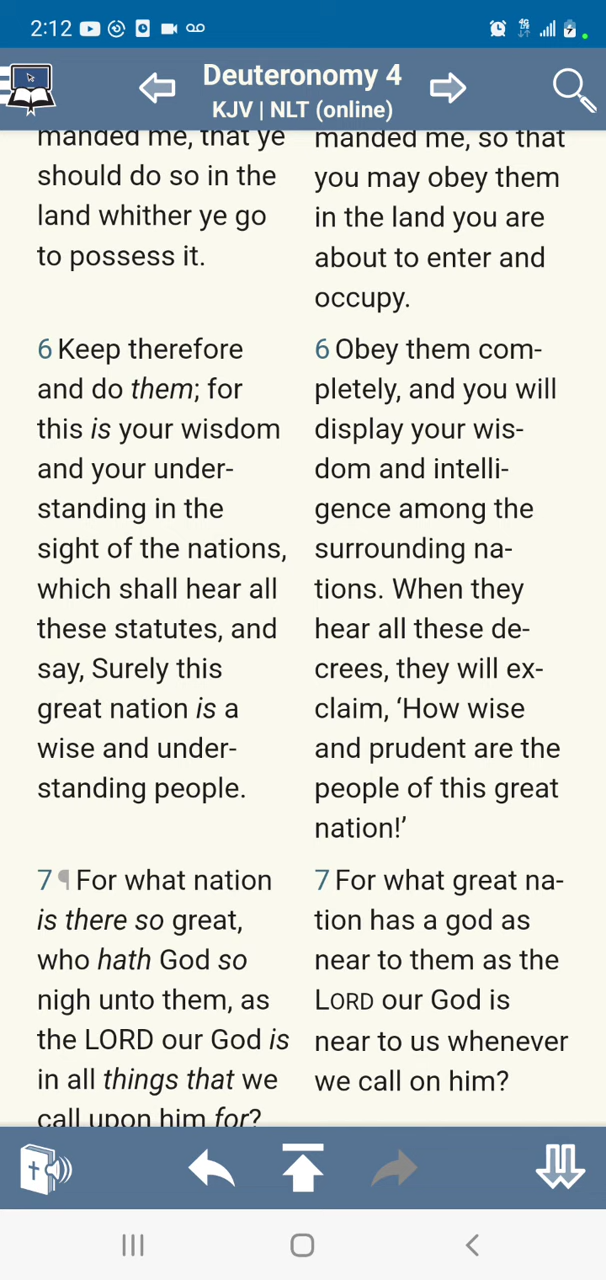 2:12
Deuteronomy 4
KJV | NLT (online)
manded me, that ye
should do so in the
land whither ye go
to possess it.
6 Keep therefore
and do them; for
this is your wisdom
and your under-
standing in the
sight of the nations,
which shall hear all
these statutes, and
say, Surely this
great nation is a
wise and under-
standing people.
7 ¶ For what nation
is there so great,
who hath God so
nigh unto them, as
the LORD our God is
in all things that we
call upon him for?
manded me, so that
you may obey them
in the land you are
about to enter and
occupy.
6 Obey them com-
pletely, and you will
display your wis-
dom and intelli-
gence among the
surrounding na-
tions. When they
hear all these de-
crees, they will ex-
claim, ‘How wise
and prudent are the
people of this great
nation!’
7 For what great na-
tion has a god as
near to them as the
LORD our God is
near to us whenever
we call on him?